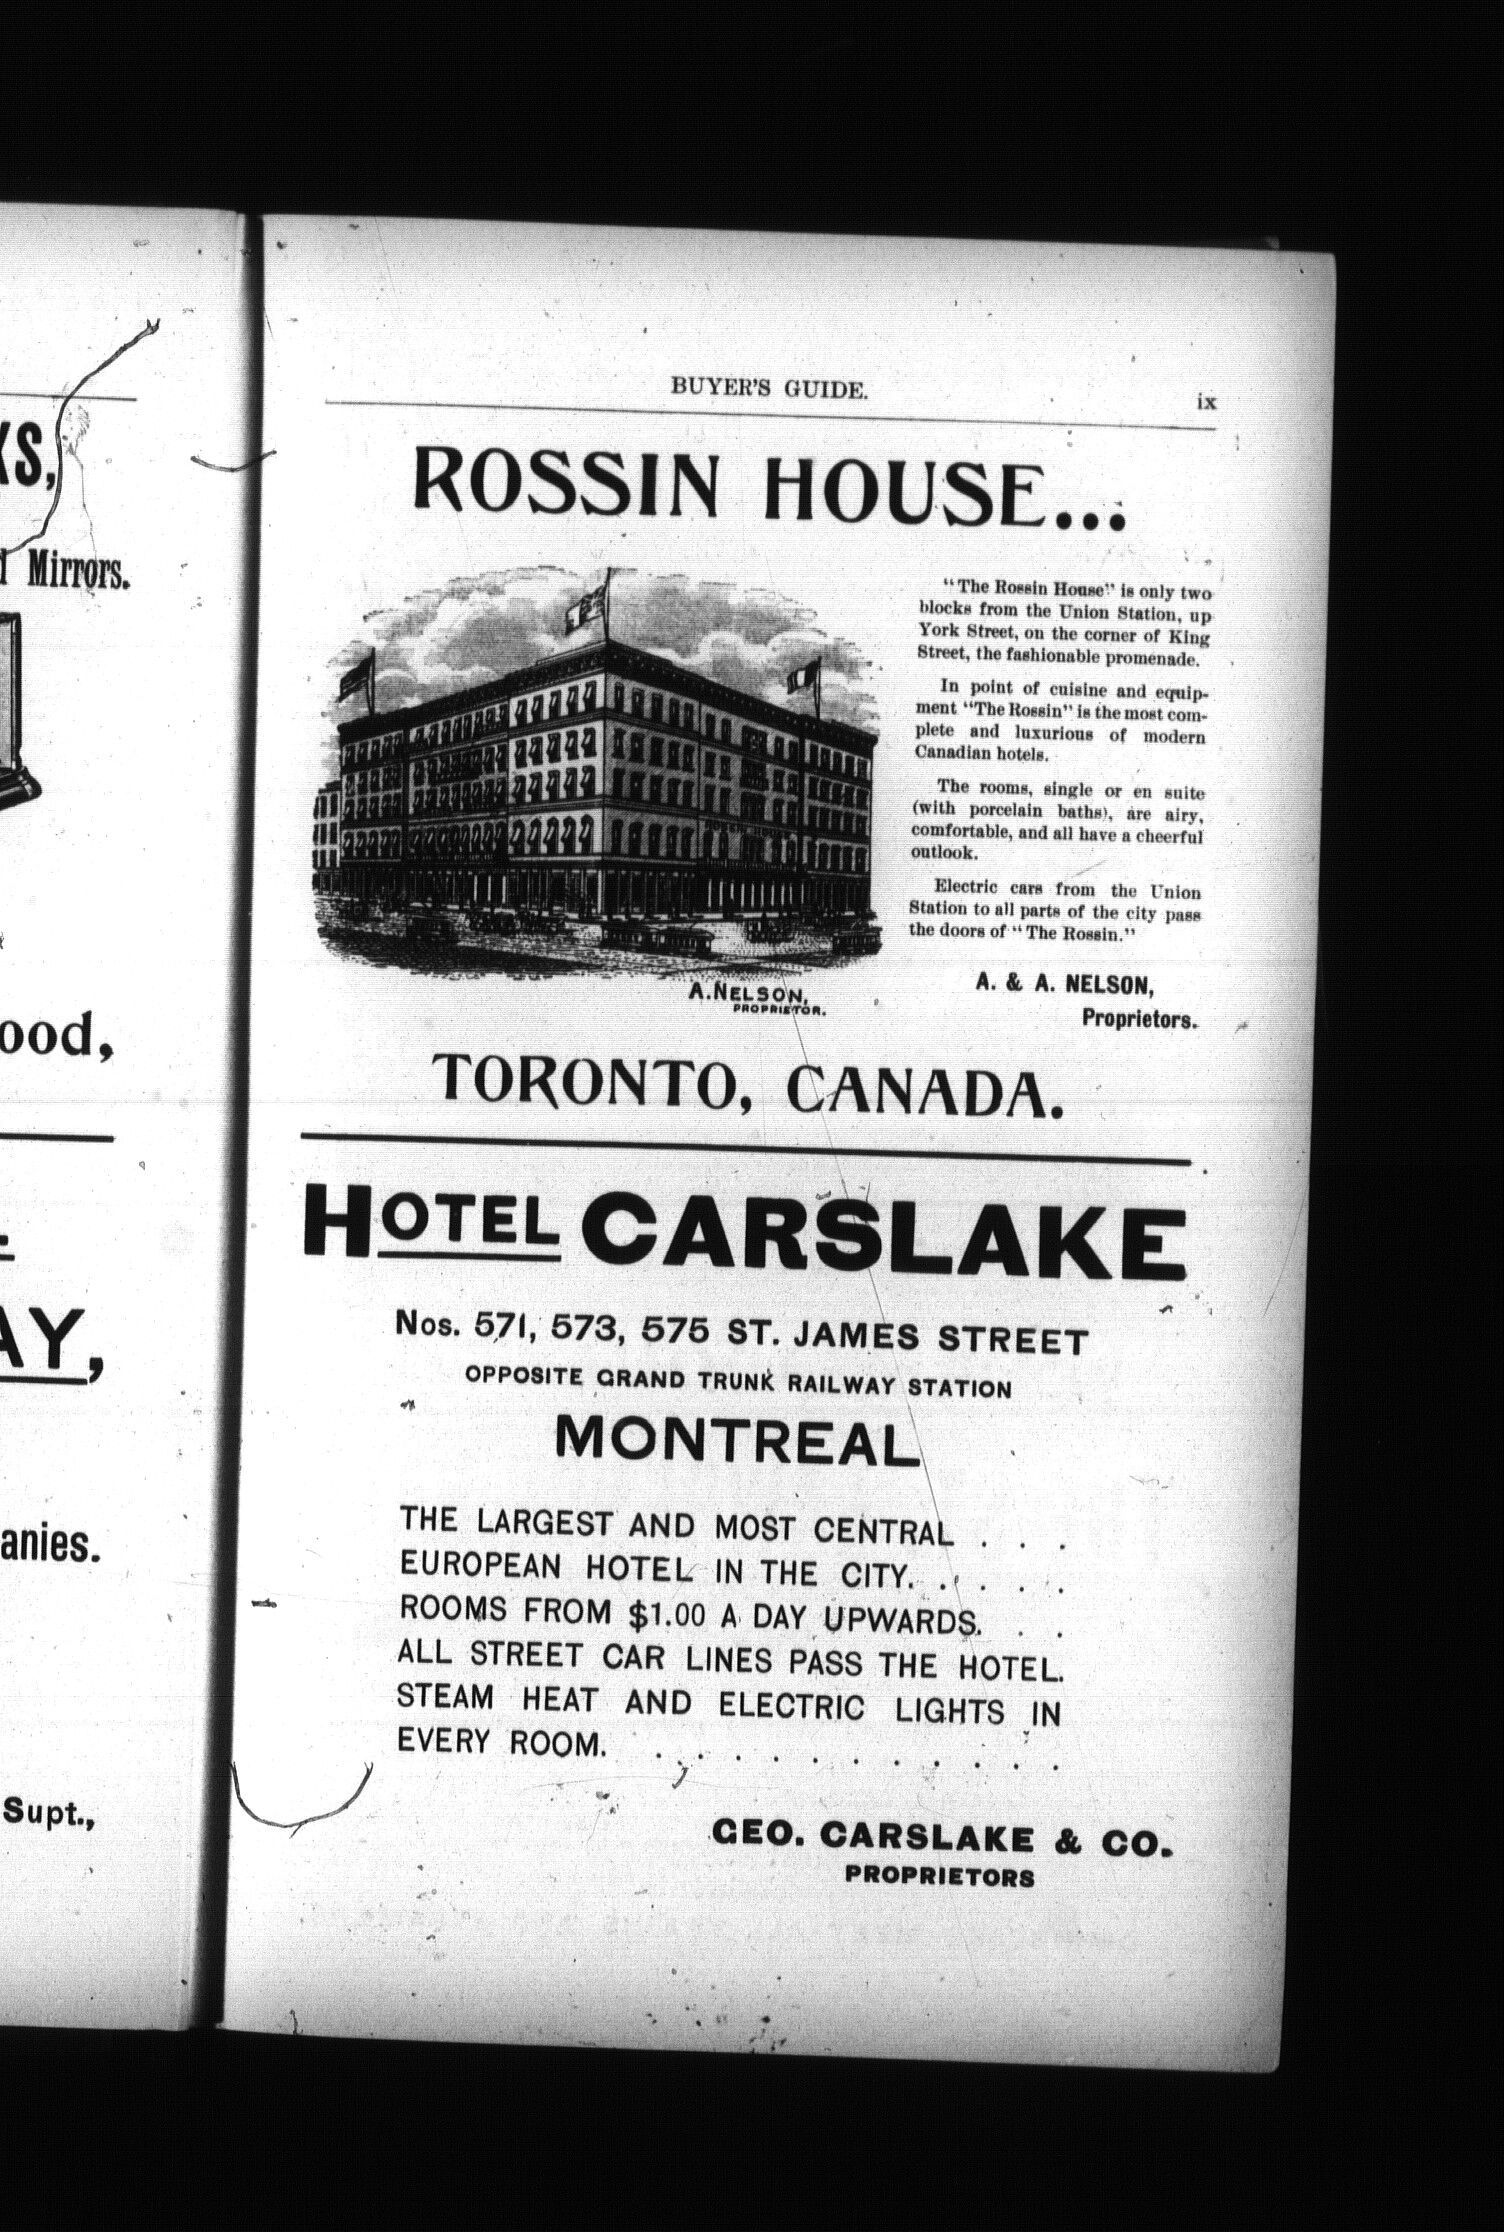 KS,
Mirrors.
ood,
AY,
anies.
Supt.,
BUYER'S GUIDE. ix
ROSSIN HOUSE...
"The Rossin House" is only two
blocks from the Union Station, up
York Street, on the corner of King
Street, the fashionable promenade.
In point of cuisine and equip-
ment "The Rossin" is the most com-
plete and luxurious of modern
Canadian hotels.
The rooms, single or en suite
(with porcelain baths), are airy,
comfortable, and all have a cheerful
outlook.
Electric cars from the Union
Station to all parts of the city pass
the doors of "The Rossin."
A. & A. NELSON,
Proprietors.
A. NELSON,
PROPRIETOR.
TORONTO, CANADA.
HOTEL CARSLAKE
Nos. 571, 573, 575 ST. JAMES STREET
OPPOSITE GRAND TRUNK RAILWAY STATION
MONTREAL
THE LARGEST AND MOST CENTRAL . . .
EUROPEAN HOTEL IN THE CITY. . . . .
ROOMS FROM $1.00 A DAY UPWARDS. . .
ALL STREET CAR LINES PASS THE HOTEL.
STEAM HEAT AND ELECTRIC LIGHTS IN
EVERY ROOM. . . . . . . . . . . .
GEO. CARSLAKE & CO.
PROPRIETORS